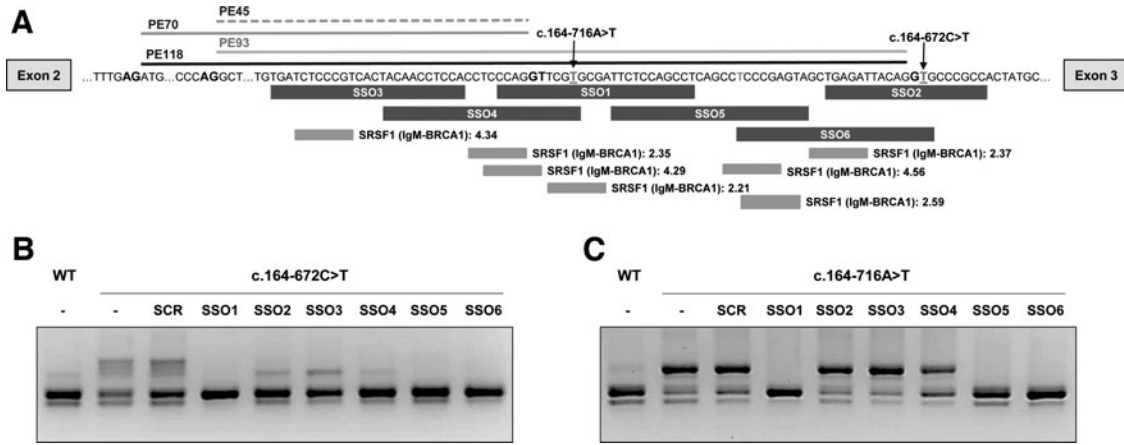 A
PE45
PE70
c.164-716A>T
c.164-672C>T
PE93
PE118
Exon 2
...TTTGAGATG... ...CCCAGGCT... ...TGTGATCTCCCGTCACTACAACCTCCACCTCCCAGGTTCGTGCGATTCTCCAGCCTCAGCCTCCCGAGTAGCTGAGATTACAGGTGCCCGCCACTATGC...
Exon 3
SSO3 SSO1 SSO2
SSO4 SSO5
SSO6
SRSF1 (IgM-BRCA1): 4.34
SRSF1 (IgM-BRCA1): 2.35
SRSF1 (IgM-BRCA1): 2.37
SRSF1 (IgM-BRCA1): 4.29
SRSF1 (IgM-BRCA1): 4.56
SRSF1 (IgM-BRCA1): 2.21
SRSF1 (IgM-BRCA1): 2.59
B
WT c.164-672C>T
- - SCR SSO1 SSO2 SSO3 SSO4 SSO5 SSO6
C
WT c.164-716A>T
- - SCR SSO1 SSO2 SSO3 SSO4 SSO5 SSO6